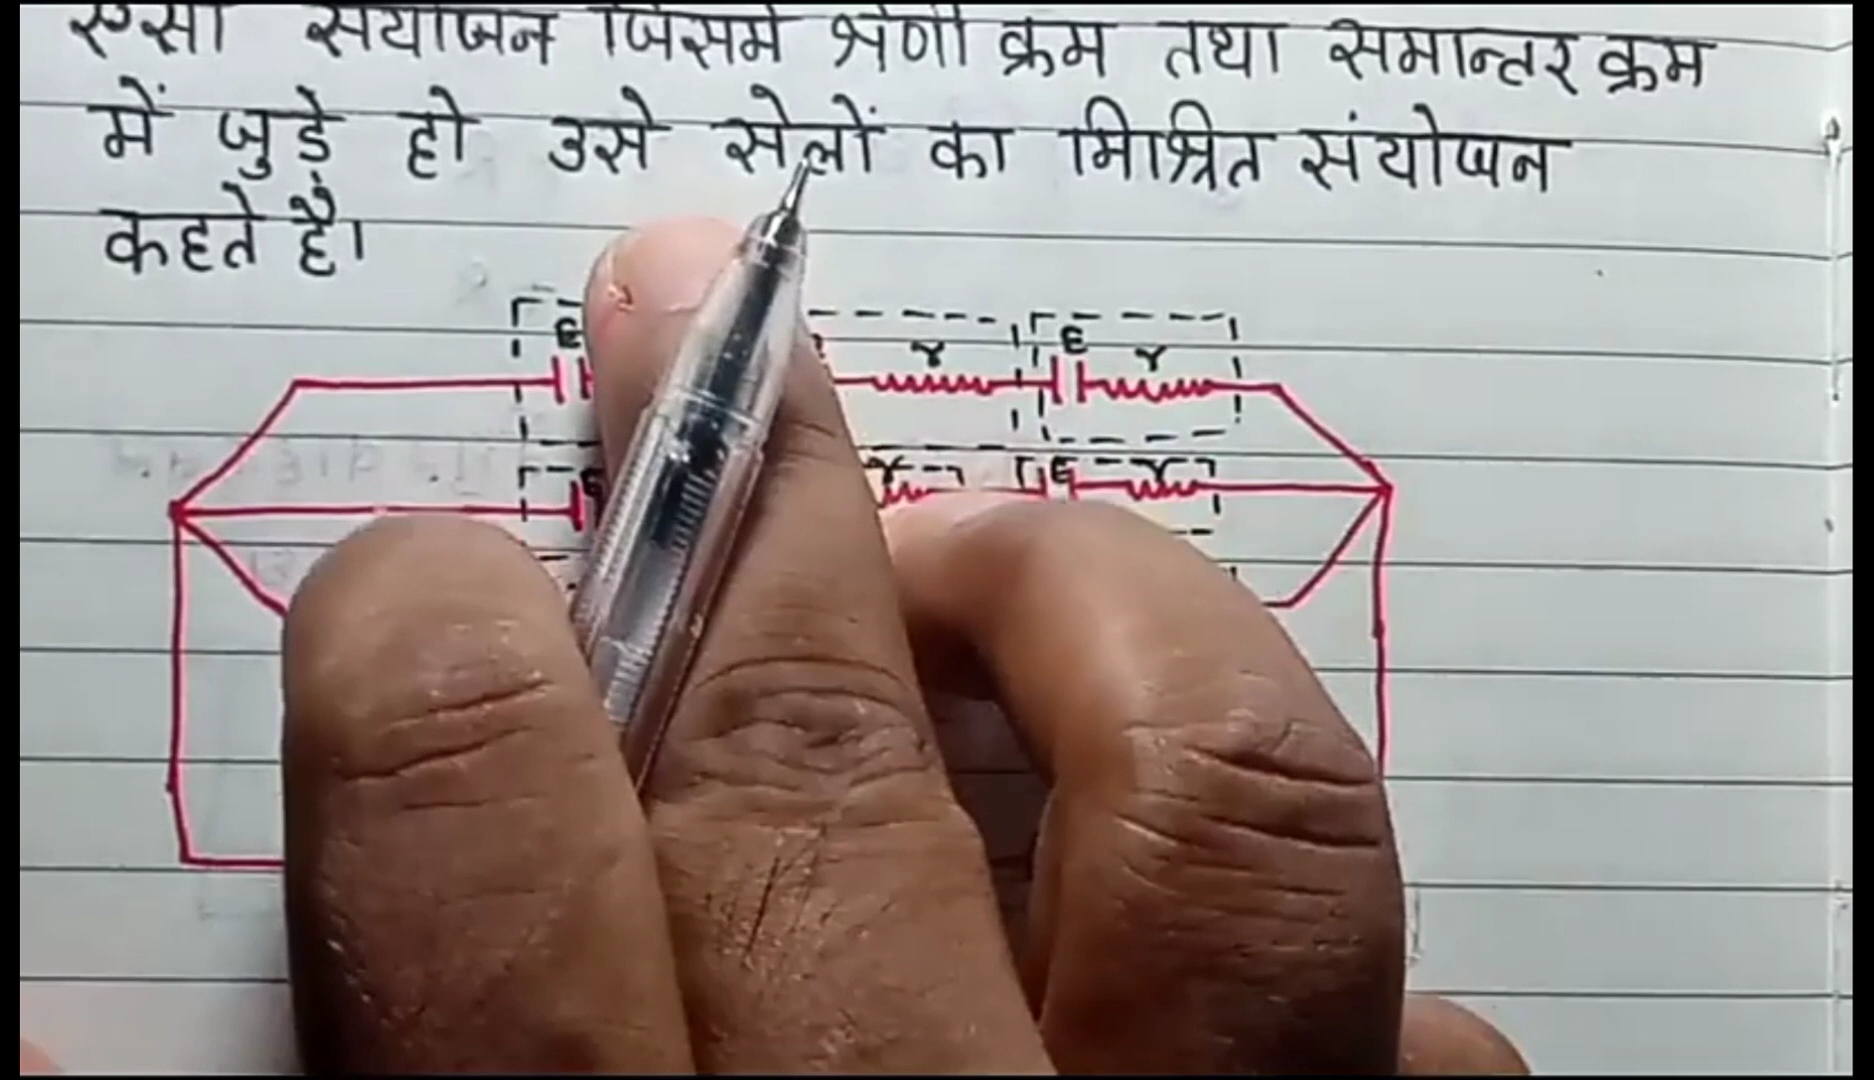 ऐसा संयोजन जिसमें श्रेणी क्रम तथा समान्तर क्रम
में जुड़े हो उसे सेलों का मिश्रित संयोजन
कहते हैं।
E r E r
E r E r